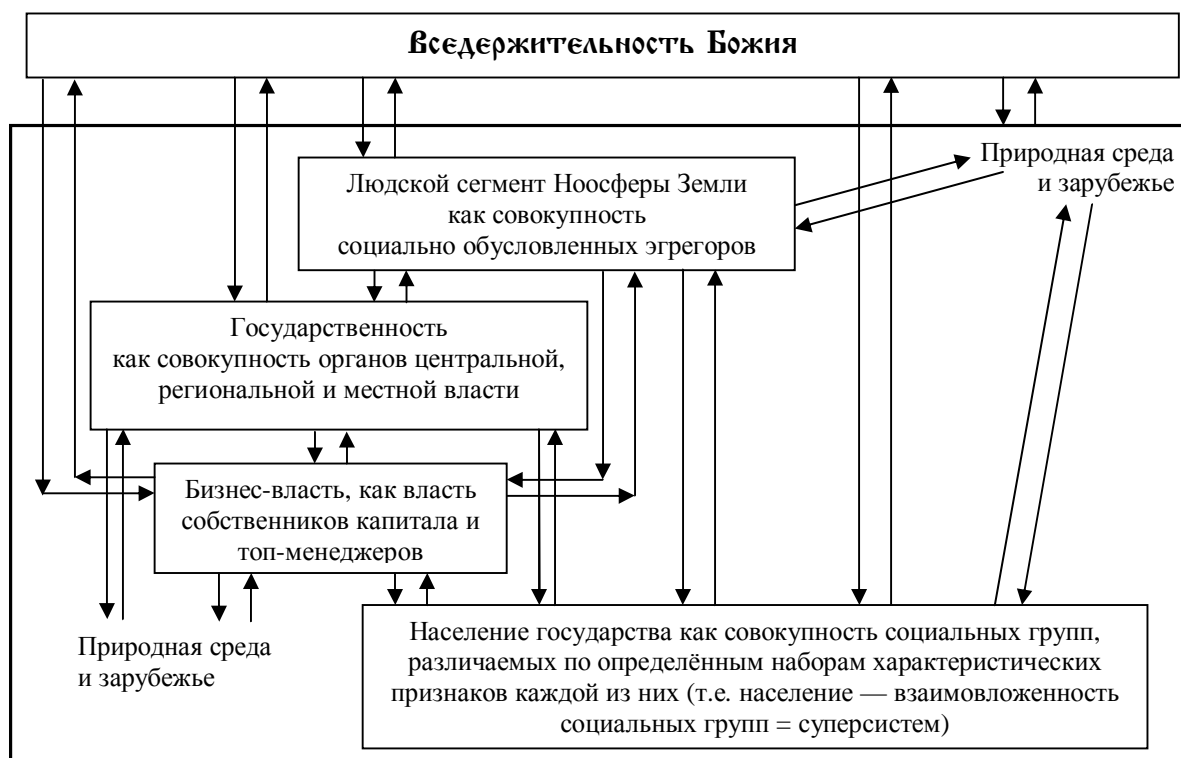 Вседержительность Божия
Природная среда
и зарубежье
Людской сегмент Ноосферы Земли
как совокупность
социально обусловленных эгрегоров
Государственность
как совокупность органов центральной,
региональной и местной власти
Бизнес-власть, как власть
собственников капитала и
топ-менеджеров
Природная среда
и зарубежье
Население государства как совокупность социальных групп,
различаемых по определённым наборам характеристических
признаков каждой из них (т.е. население — взаимовложенность
социальных групп = суперсистем)